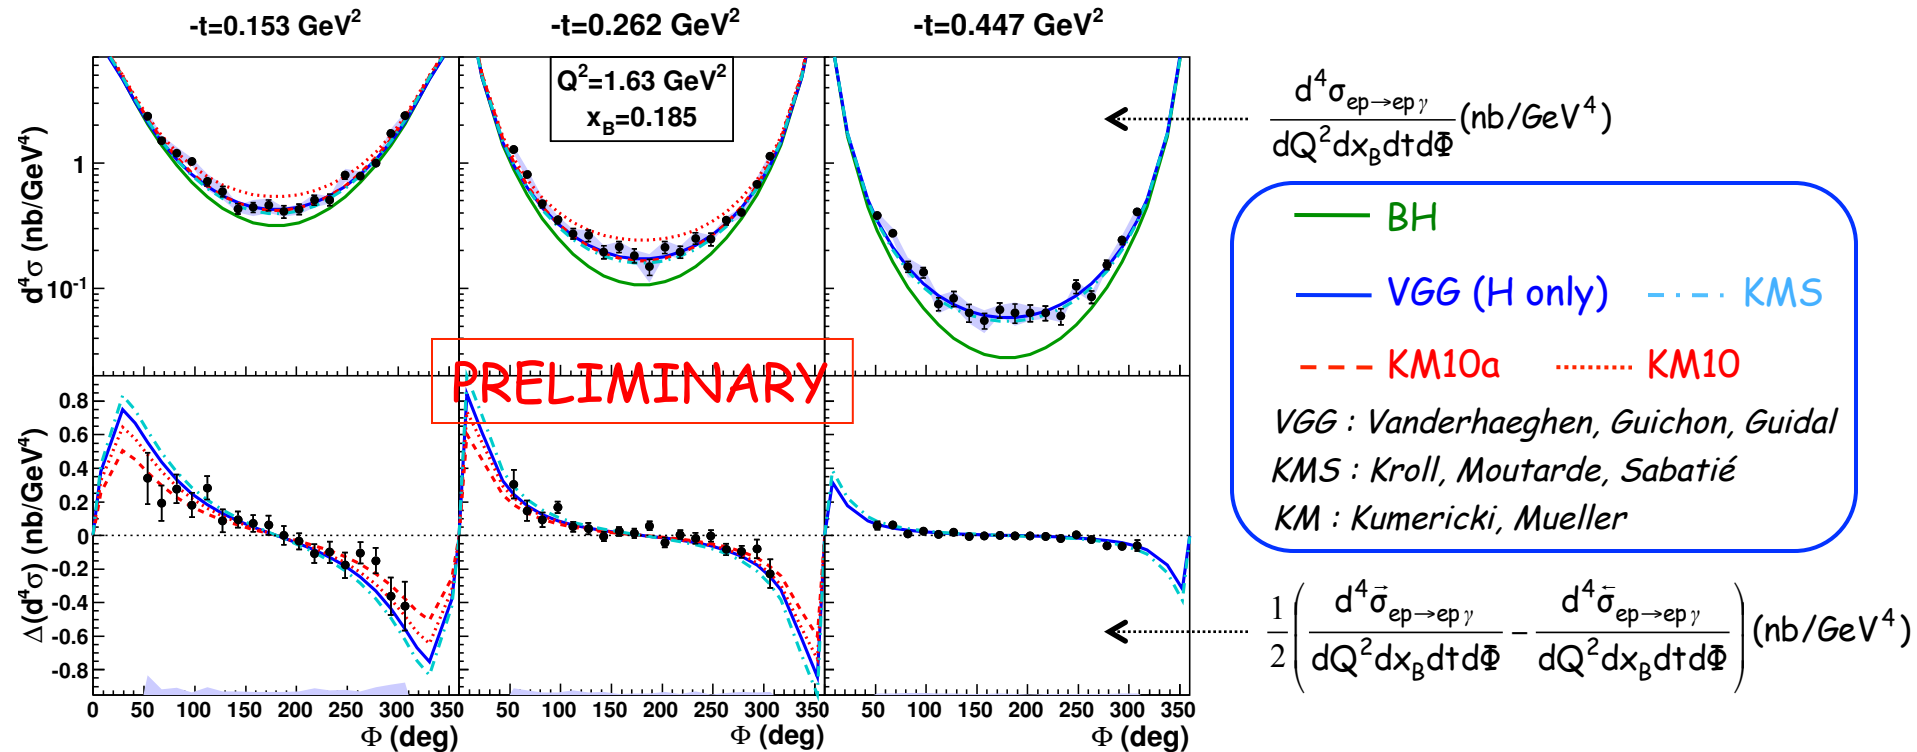 -t=0.153 GeV²
-t=0.262 GeV²
-t=0.447 GeV²
Q²=1.63 GeV²
x_B=0.185
d⁴σ (nb/GeV⁴)
1
10⁻¹
PRELIMINARY
Δ(d⁴σ) (nb/GeV⁴)
0.8
0.6
0.4
0.2
0
-0.2
-0.4
-0.6
-0.8
0 50 100 150 200 250 300 350
50 100 150 200 250 300 350
50 100 150 200 250 300 350
Φ (deg)
Φ (deg)
Φ (deg)
d⁴σ_ep→epγ / dQ²dx_BdtdΦ (nb/GeV⁴)
BH
VGG (H only) KMS
KM10a KM10
VGG : Vanderhaeghen, Guichon, Guidal
KMS : Kroll, Moutarde, Sabatié
KM : Kumericki, Mueller
1/2 ( d⁴σ⃗_ep→epγ / dQ²dx_BdtdΦ − d⁴σ⃖_ep→epγ / dQ²dx_BdtdΦ ) (nb/GeV⁴)